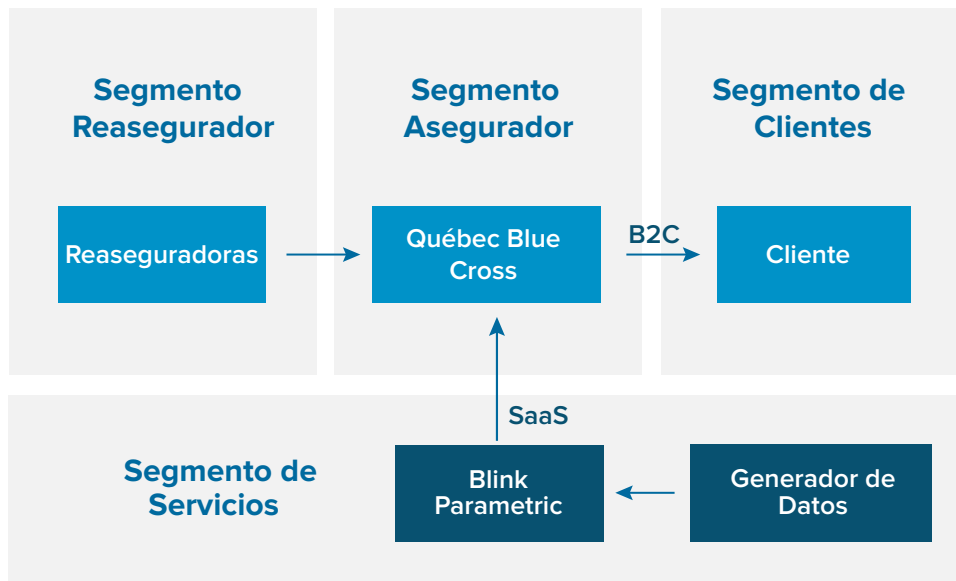 Segmento
Reasegurador
Segmento
Asegurador
Segmento de
Clientes
Reaseguradoras
Québec Blue
Cross
B2C
Cliente
SaaS
Segmento de
Servicios
Blink
Parametric
Generador de
Datos